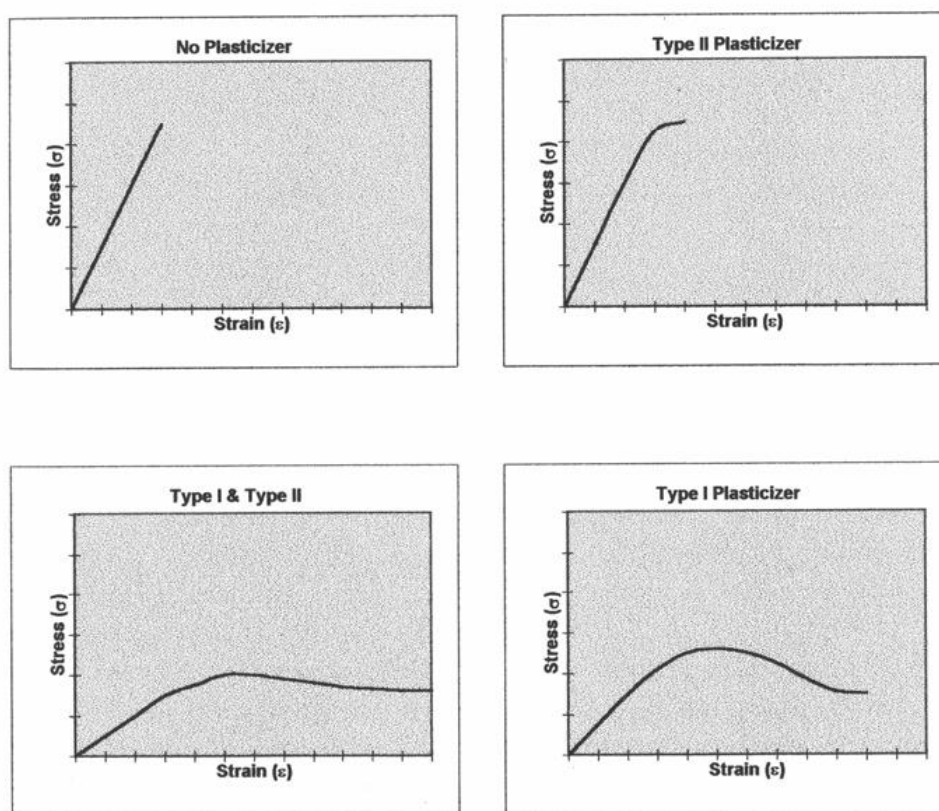 No Plasticizer
Stress (σ)
Strain (ε)
Type II Plasticizer
Stress (σ)
Strain (ε)
Type I & Type II
Stress (σ)
Strain (ε)
Type I Plasticizer
Stress (σ)
Strain (ε)